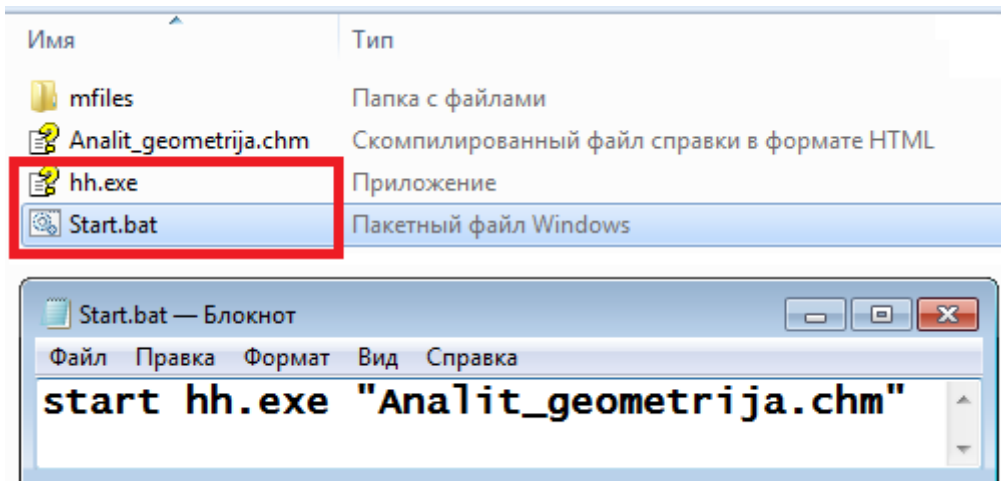 Имя Тип
mfiles Папка с файлами
Analit_geometrija.chm Скомпилированный файл справки в формате HTML
hh.exe Приложение
Start.bat Пакетный файл Windows
Start.bat — Блокнот
Файл Правка Формат Вид Справка
start hh.exe "Analit_geometrija.chm"